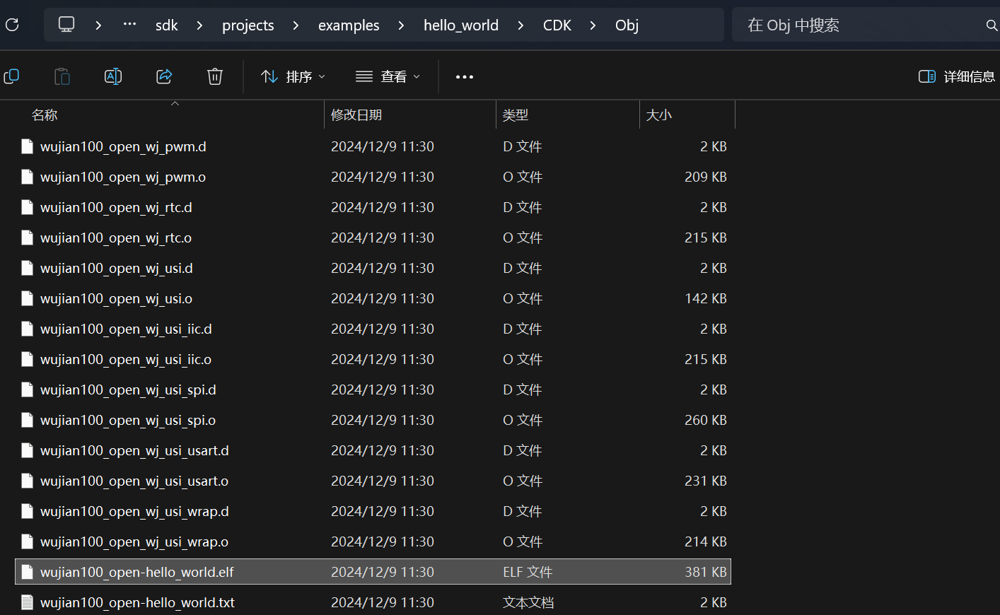 sdk projects examples hello_world CDK Obj 在 Obj 中搜索
排序 查看 详细信息
名称 修改日期 类型 大小
wujian100_open_wj_pwm.d 2024/12/9 11:30 D 文件 2 KB
wujian100_open_wj_pwm.o 2024/12/9 11:30 O 文件 209 KB
wujian100_open_wj_rtc.d 2024/12/9 11:30 D 文件 2 KB
wujian100_open_wj_rtc.o 2024/12/9 11:30 O 文件 215 KB
wujian100_open_wj_usi.d 2024/12/9 11:30 D 文件 2 KB
wujian100_open_wj_usi.o 2024/12/9 11:30 O 文件 142 KB
wujian100_open_wj_usi_iic.d 2024/12/9 11:30 D 文件 2 KB
wujian100_open_wj_usi_iic.o 2024/12/9 11:30 O 文件 215 KB
wujian100_open_wj_usi_spi.d 2024/12/9 11:30 D 文件 2 KB
wujian100_open_wj_usi_spi.o 2024/12/9 11:30 O 文件 260 KB
wujian100_open_wj_usi_usart.d 2024/12/9 11:30 D 文件 2 KB
wujian100_open_wj_usi_usart.o 2024/12/9 11:30 O 文件 231 KB
wujian100_open_wj_usi_wrap.d 2024/12/9 11:30 D 文件 2 KB
wujian100_open_wj_usi_wrap.o 2024/12/9 11:30 O 文件 214 KB
wujian100_open-hello_world.elf 2024/12/9 11:30 ELF 文件 381 KB
wujian100_open-hello_world.txt 2024/12/9 11:30 文本文档 2 KB